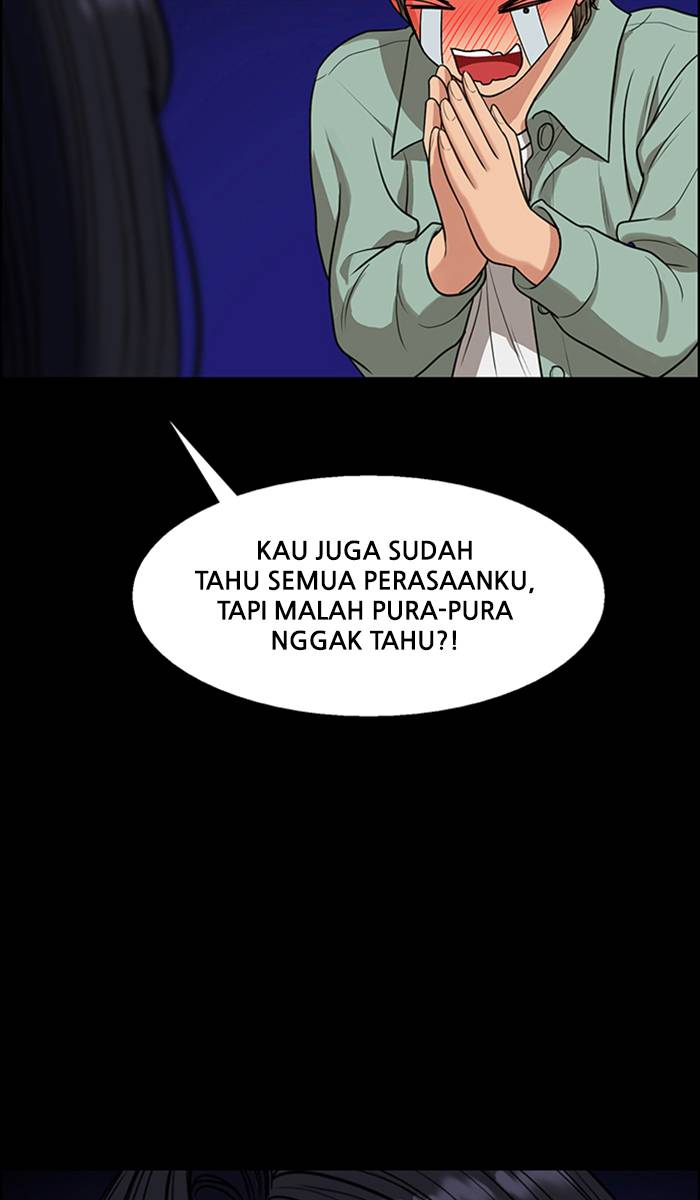 KAU JUGA SUDAH
TAHU SEMUA PERASAANKU,
TAPI MALAH PURA-PURA
NGGAK TAHU?!